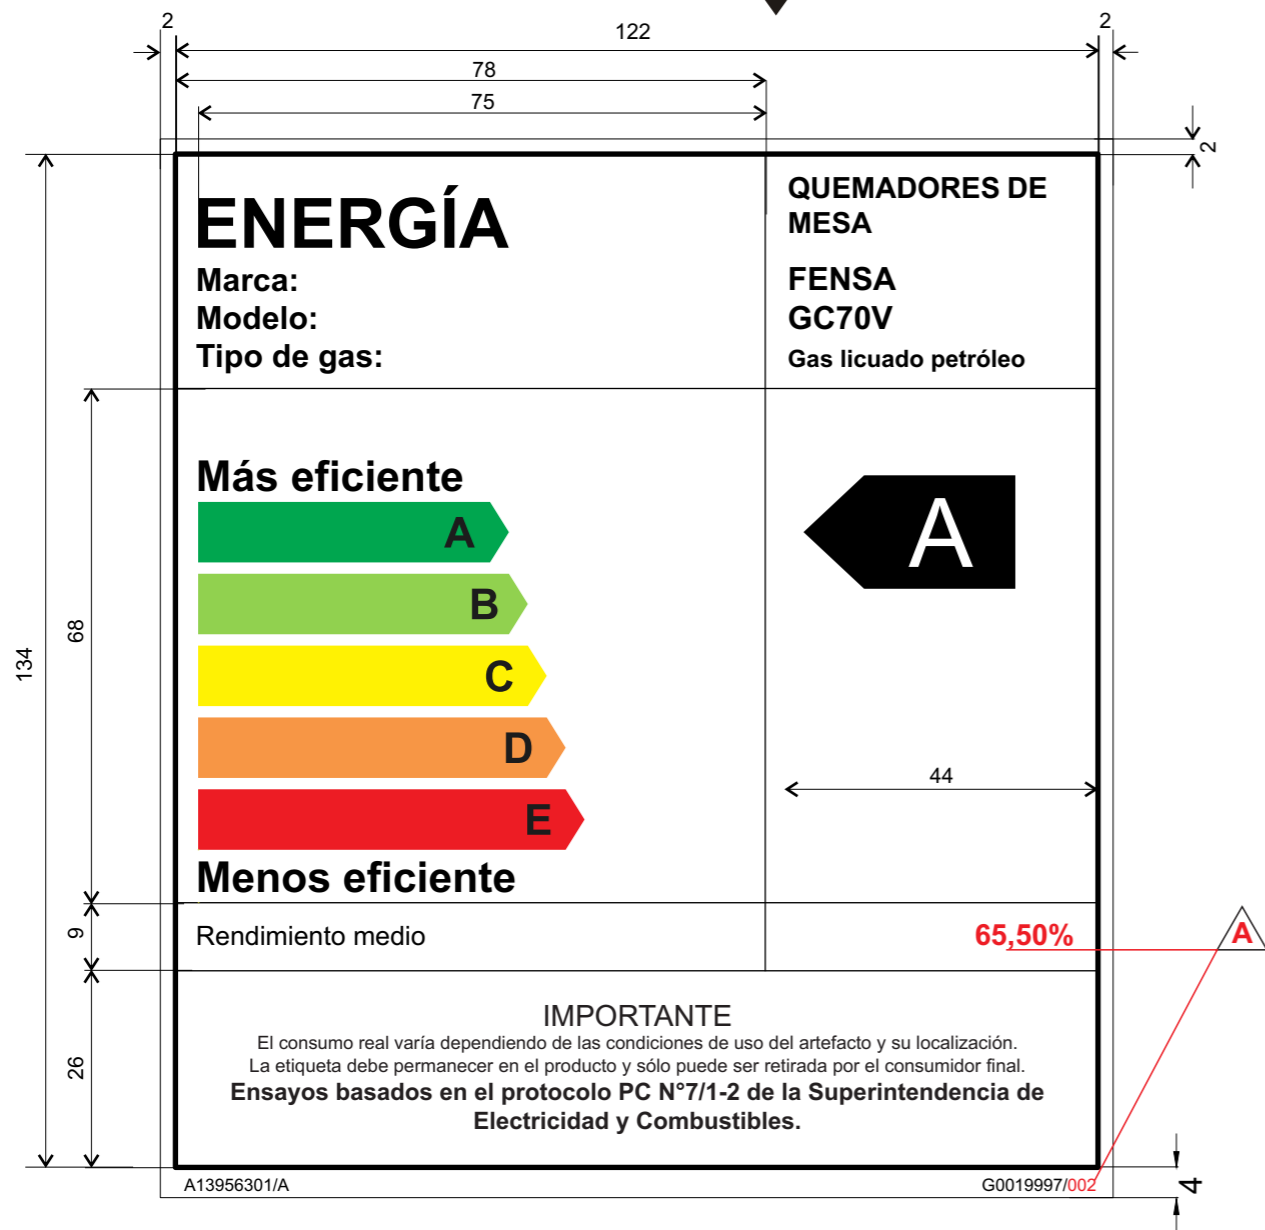 2
122
2
78
75
2
ENERGÍA
QUEMADORES DE
MESA
Marca:
FENSA
Modelo:
GC70V
Tipo de gas:
Gas licuado petróleo
134
68
Más eficiente
A
A
B
C
D
E
44
Menos eficiente
9
Rendimiento medio
65,50%
A
26
IMPORTANTE
El consumo real varía dependiendo de las condiciones de uso del artefacto y su localización.
La etiqueta debe permanecer en el producto y sólo puede ser retirada por el consumidor final.
Ensayos basados en el protocolo PC N°7/1-2 de la Superintendencia de
Electricidad y Combustibles.
A13956301/A
G0019997/002
4